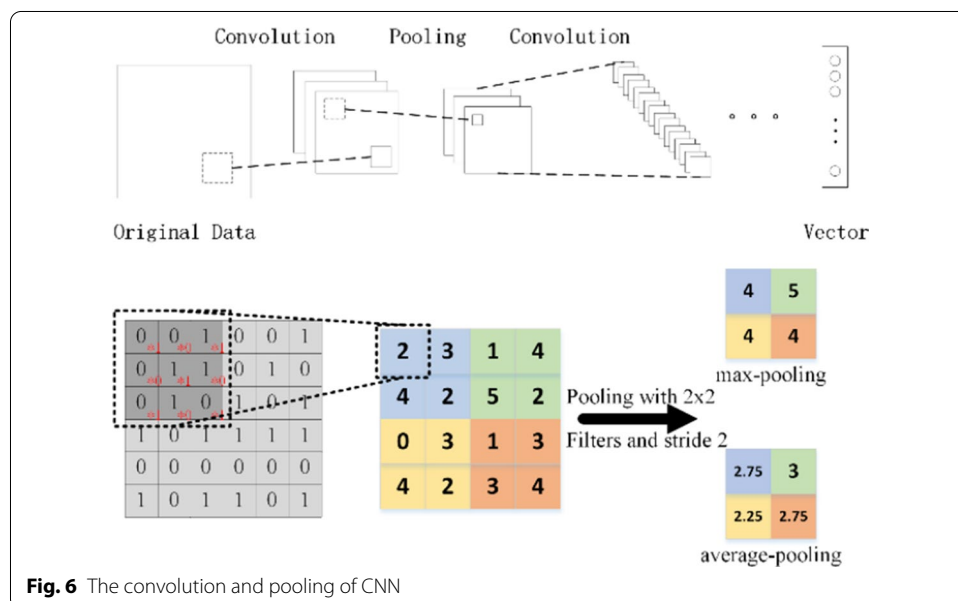 Convolution Pooling Convolution
Original Data Vector
0 0 1 0 0 1
0 1 1 0 1 0
0 1 0 1 0 1
1 0 1 1 1 1
0 0 0 0 0 0
1 0 1 1 0 1
2 3 1 4
4 2 5 2
0 3 1 3
4 2 3 4
Pooling with 2x2
Filters and stride 2
4 5
4 4
max-pooling
2.75 3
2.25 2.75
average-pooling
Fig. 6 The convolution and pooling of CNN